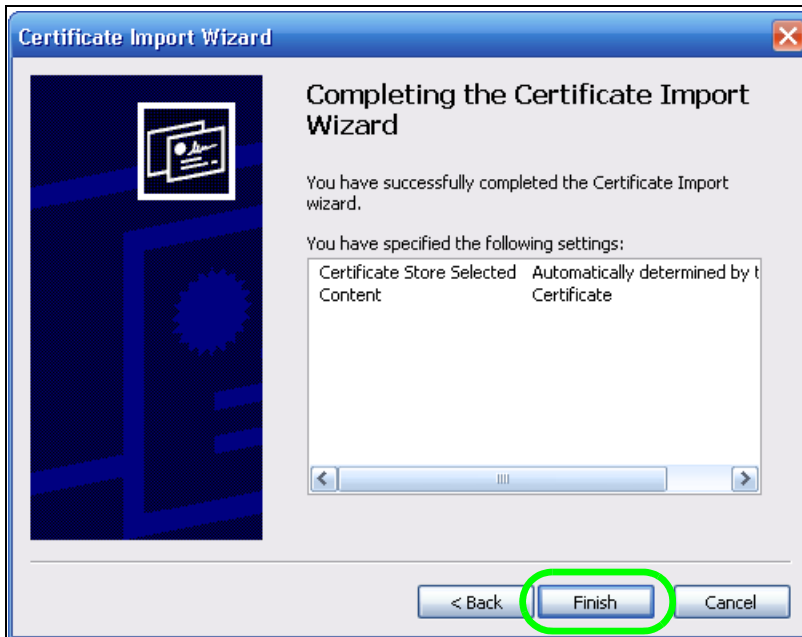 Certificate Import Wizard
Completing the Certificate Import
Wizard
You have successfully completed the Certificate Import
wizard.
You have specified the following settings:
Certificate Store Selected Automatically determined by t
Content Certificate
< Back Finish Cancel